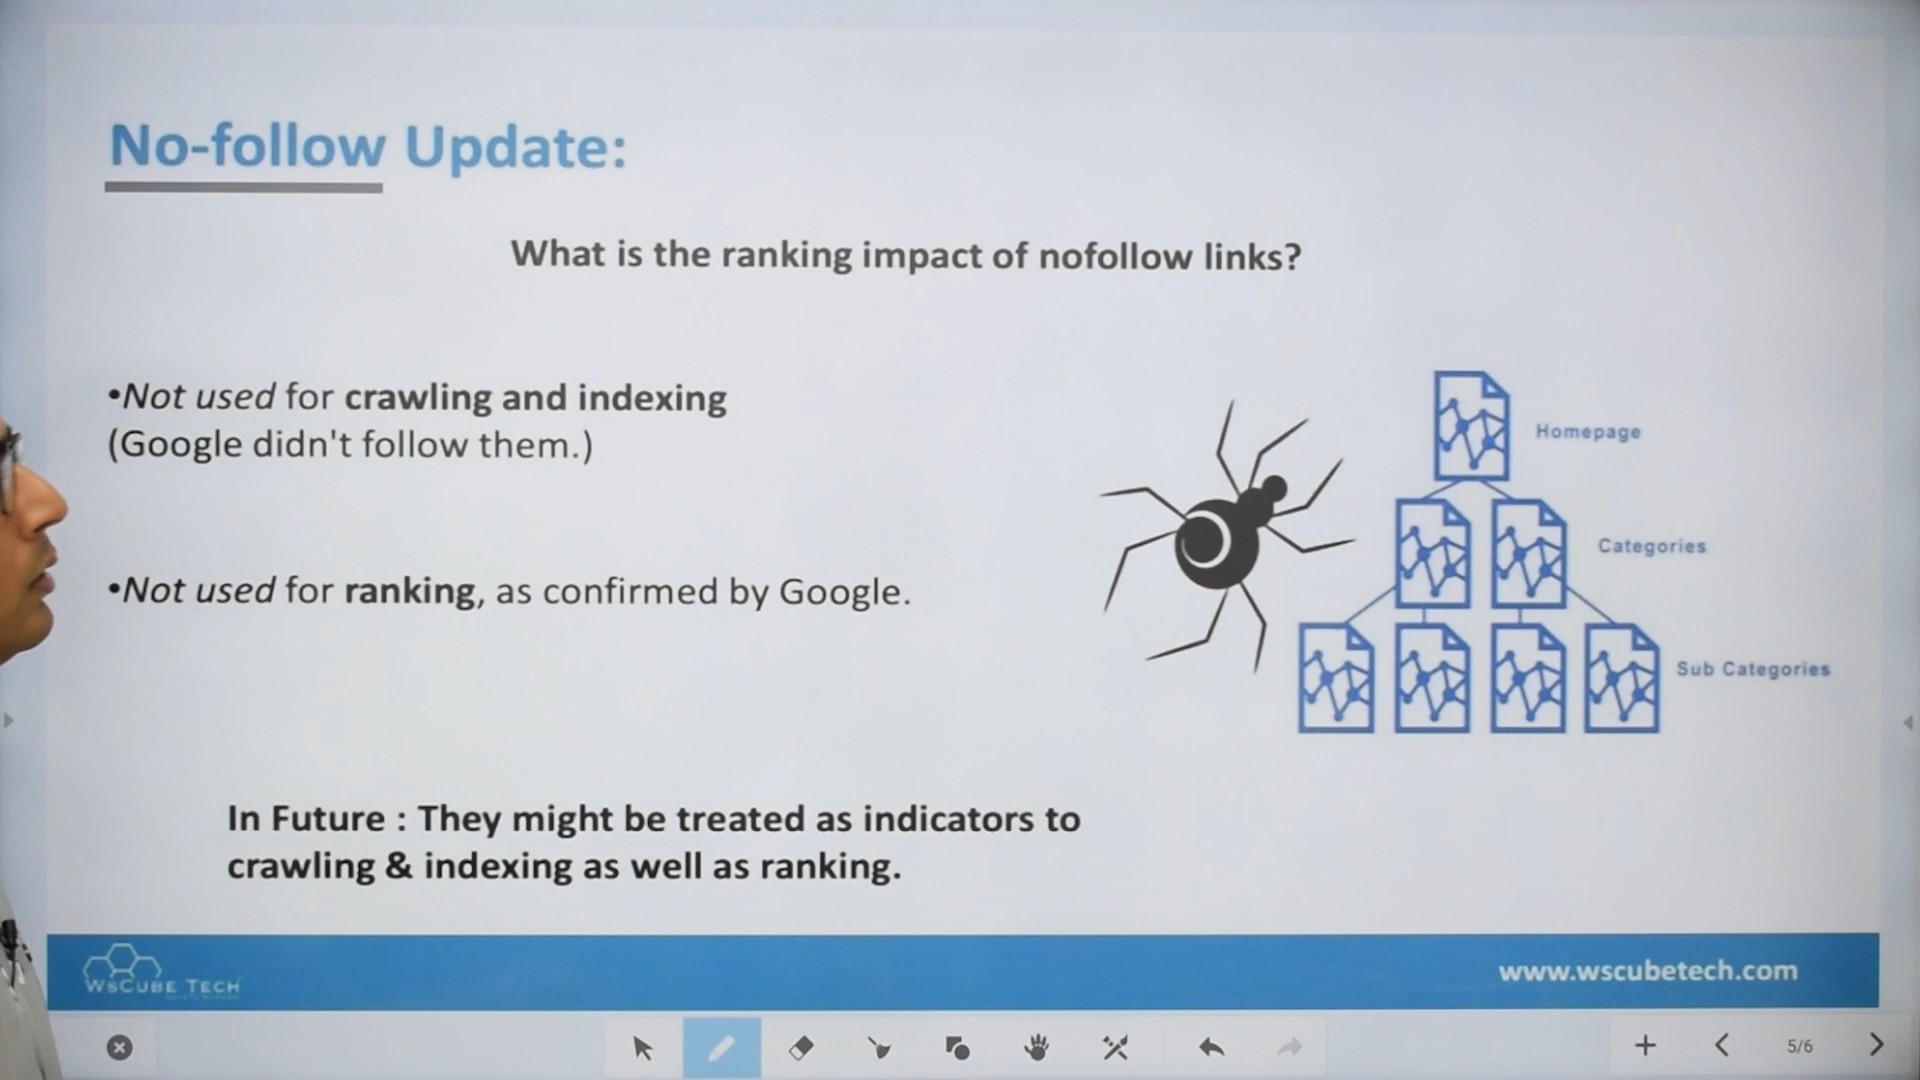 No-follow Update:
What is the ranking impact of nofollow links?
•Not used for crawling and indexing
(Google didn't follow them.)
•Not used for ranking, as confirmed by Google.
Homepage
Categories
Sub Categories
In Future : They might be treated as indicators to
crawling & indexing as well as ranking.
WSCUBE TECH
www.wscubetech.com
5/6